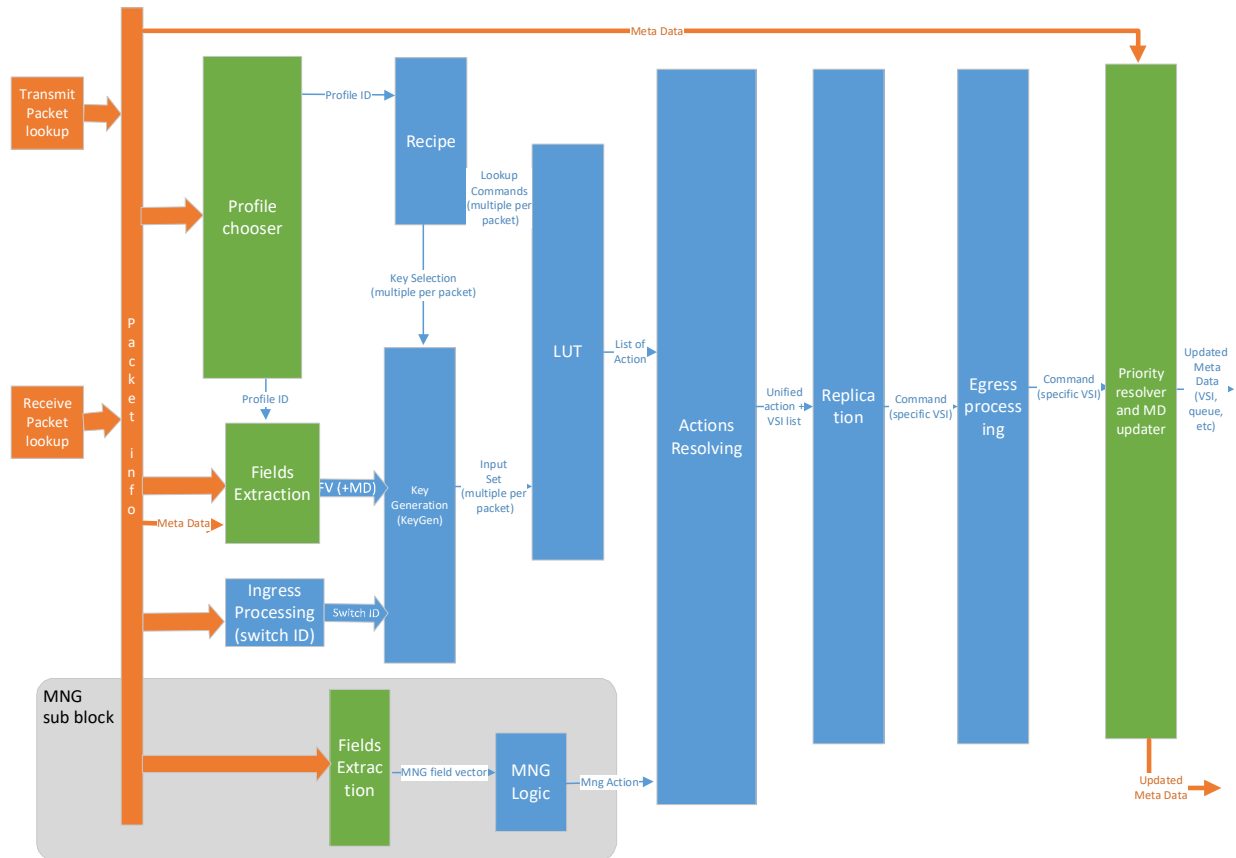 Meta Data
Transmit
Packet
lookup
Profile ID
Recipe
Lookup
Commands
(multiple per
packet)
Profile
chooser
Key Selection
(multiple per packet)
Packet info
LUT
List of
Action
Receive
Packet
lookup
Profile ID
Fields
Extraction
FV (+MD)
Meta Data
Key
Generation
(KeyGen)
Input
Set
(multiple per
packet)
Ingress
Processing
(switch ID)
Switch ID
Actions
Resolving
Unified
action +
VSI list
Replica
tion
Command
(specific VSI)
Egress
process
ing
Command
(specific VSI)
Priority
resolver
and MD
updater
Updated
Meta
Data
(VSI,
queue,
etc)
MNG
sub block
Fields
Extrac
tion
MNG field vector
MNG
Logic
Mng Action
Updated
Meta Data